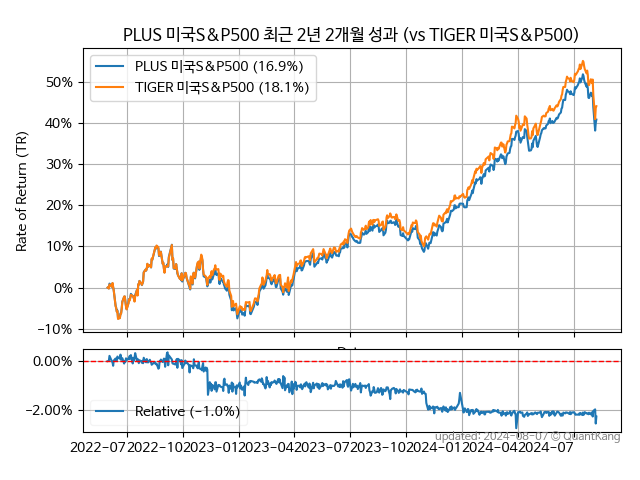 PLUS 미국S&P500 최근 2년 2개월 성과 (vs TIGER 미국S&P500)
PLUS 미국S&P500 (16.9%)
TIGER 미국S&P500 (18.1%)
Rate of Return (TR)
50%
40%
30%
20%
10%
0%
−10%
0.00%
−2.00%
Relative (−1.0%)
2022−07 2022−10 2023−01 2023−04 2023−07 2023−10 2024−01 2024−04 2024−07
updated: 2024-08-07 © QuantKang